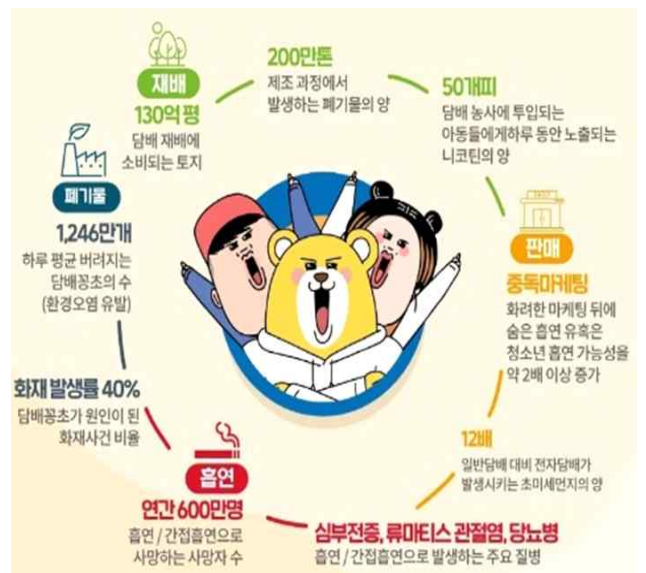 재배
130억 평
담배 재배에
소비되는 토지
200만톤
제조 과정에서
발생하는 폐기물의 양
50개피
담배 농사에 투입되는
아동들에게하루 동안 노출되는
니코틴의 양
판매
중독마케팅
화려한 마케팅 뒤에
숨은 흡연 유혹은
청소년 흡연 가능성을
약 2배 이상 증가
12배
일반담배 대비 전자담배가
발생시키는 초미세먼지의 양
심부전증, 류마티스 관절염, 당뇨병
흡연 / 간접흡연으로 발생하는 주요 질병
흡연
연간 600만명
흡연 / 간접흡연으로
사망하는 사망자 수
화재 발생률 40%
담배꽁초가 원인이 된
화재사건 비율
폐기물
1,246만개
하루 평균 버려지는
담배꽁초의 수
(환경오염 유발)